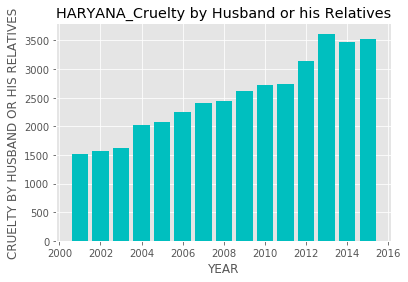 HARYANA_Cruelty by Husband or his Relatives
CRUELTY BY HUSBAND OR HIS RELATIVES
3500
3000
2500
2000
1500
1000
500
0
2000 2002 2004 2006 2008 2010 2012 2014 2016
YEAR